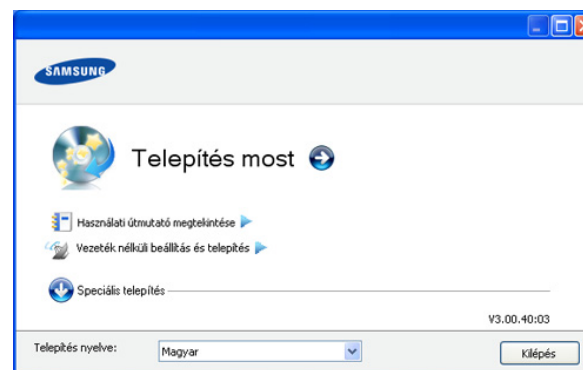 SAMSUNG
Telepítés most
Használati útmutató megtekintése
Vezeték nélküli beállítás és telepítés
Speciális telepítés
V3.00.40:03
Telepítés nyelve: Magyar Kilépés